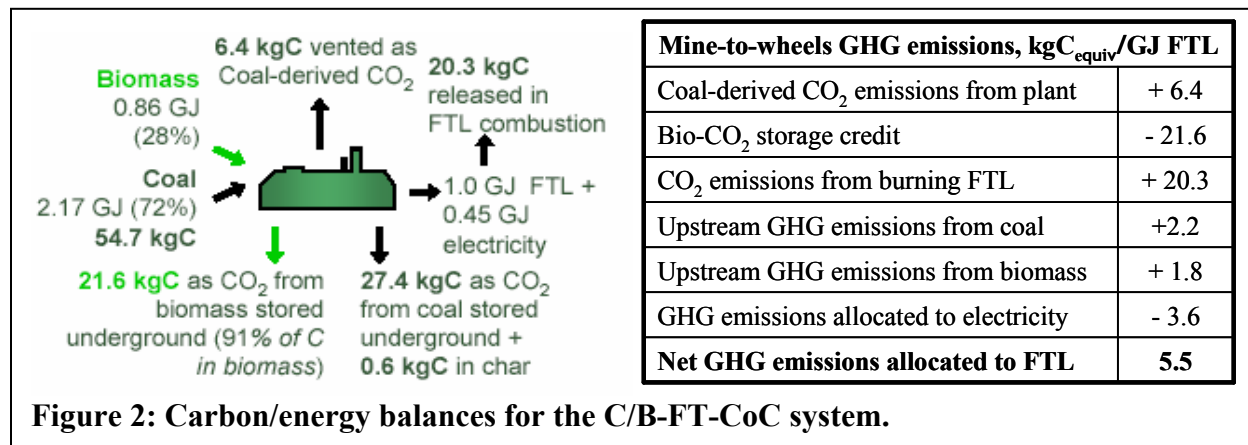 6.4 kgC vented as
Coal-derived CO₂
Biomass
0.86 GJ
(28%)
20.3 kgC
released in
FTL combustion
Coal
2.17 GJ (72%)
54.7 kgC
1.0 GJ FTL +
0.45 GJ
electricity
21.6 kgC as CO₂ from
biomass stored
underground (91% of C
in biomass)
27.4 kgC as CO₂
from coal stored
underground +
0.6 kgC in char
Mine-to-wheels GHG emissions, kgCequiv/GJ FTL
Coal-derived CO₂ emissions from plant + 6.4
Bio-CO₂ storage credit - 21.6
CO₂ emissions from burning FTL + 20.3
Upstream GHG emissions from coal +2.2
Upstream GHG emissions from biomass + 1.8
GHG emissions allocated to electricity - 3.6
Net GHG emissions allocated to FTL 5.5
Figure 2: Carbon/energy balances for the C/B-FT-CoC system.